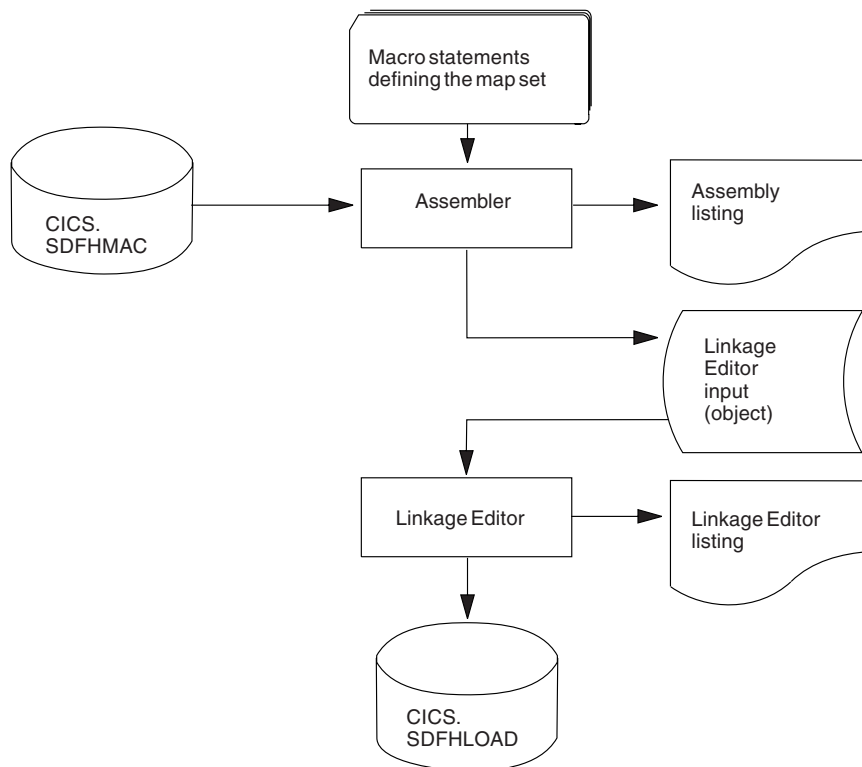 Macro statements
defining the map set
CICS.
SDFHMAC
Assembler
Assembly
listing
Linkage
Editor
input
(object)
Linkage Editor
Linkage Editor
listing
CICS.
SDFHLOAD